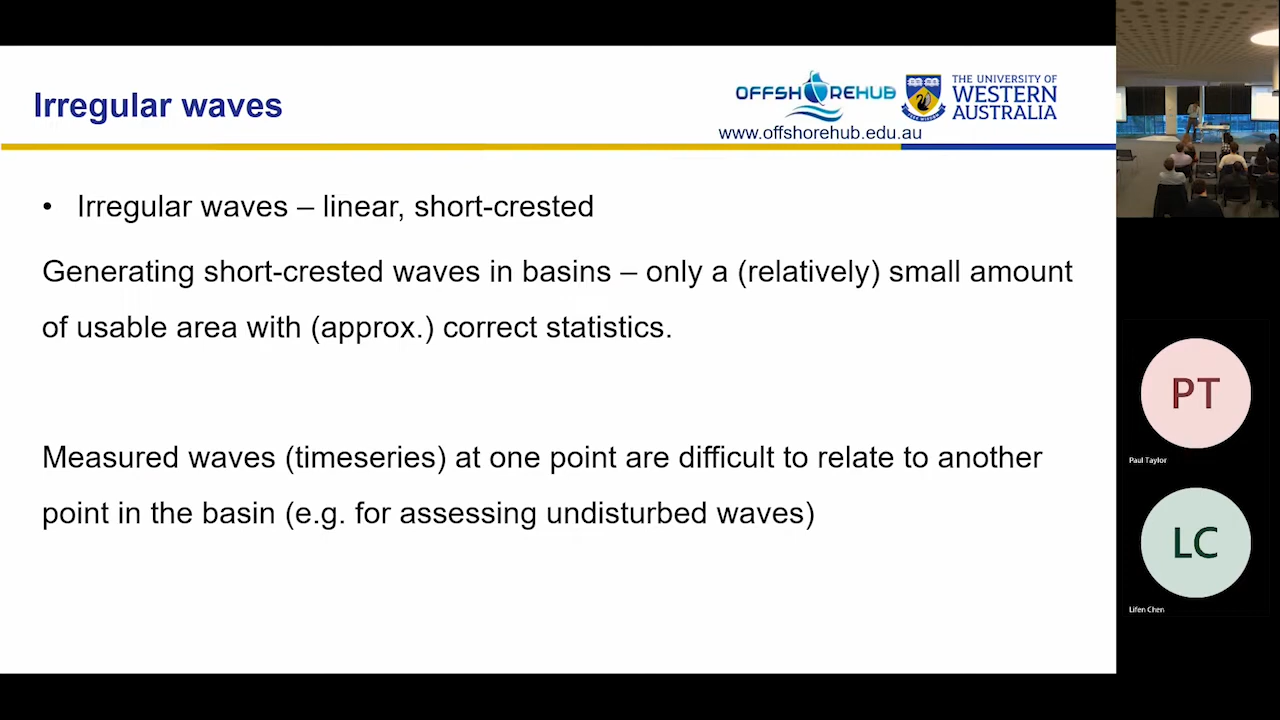 Irregular waves
OFFSHOREHUB
www.offshorehub.edu.au
THE UNIVERSITY OF
WESTERN
AUSTRALIA
• Irregular waves – linear, short-crested
Generating short-crested waves in basins – only a (relatively) small amount
of usable area with (approx.) correct statistics.
Measured waves (timeseries) at one point are difficult to relate to another
point in the basin (e.g. for assessing undisturbed waves)
PT
Paul Taylor
LC
Lifen Chen